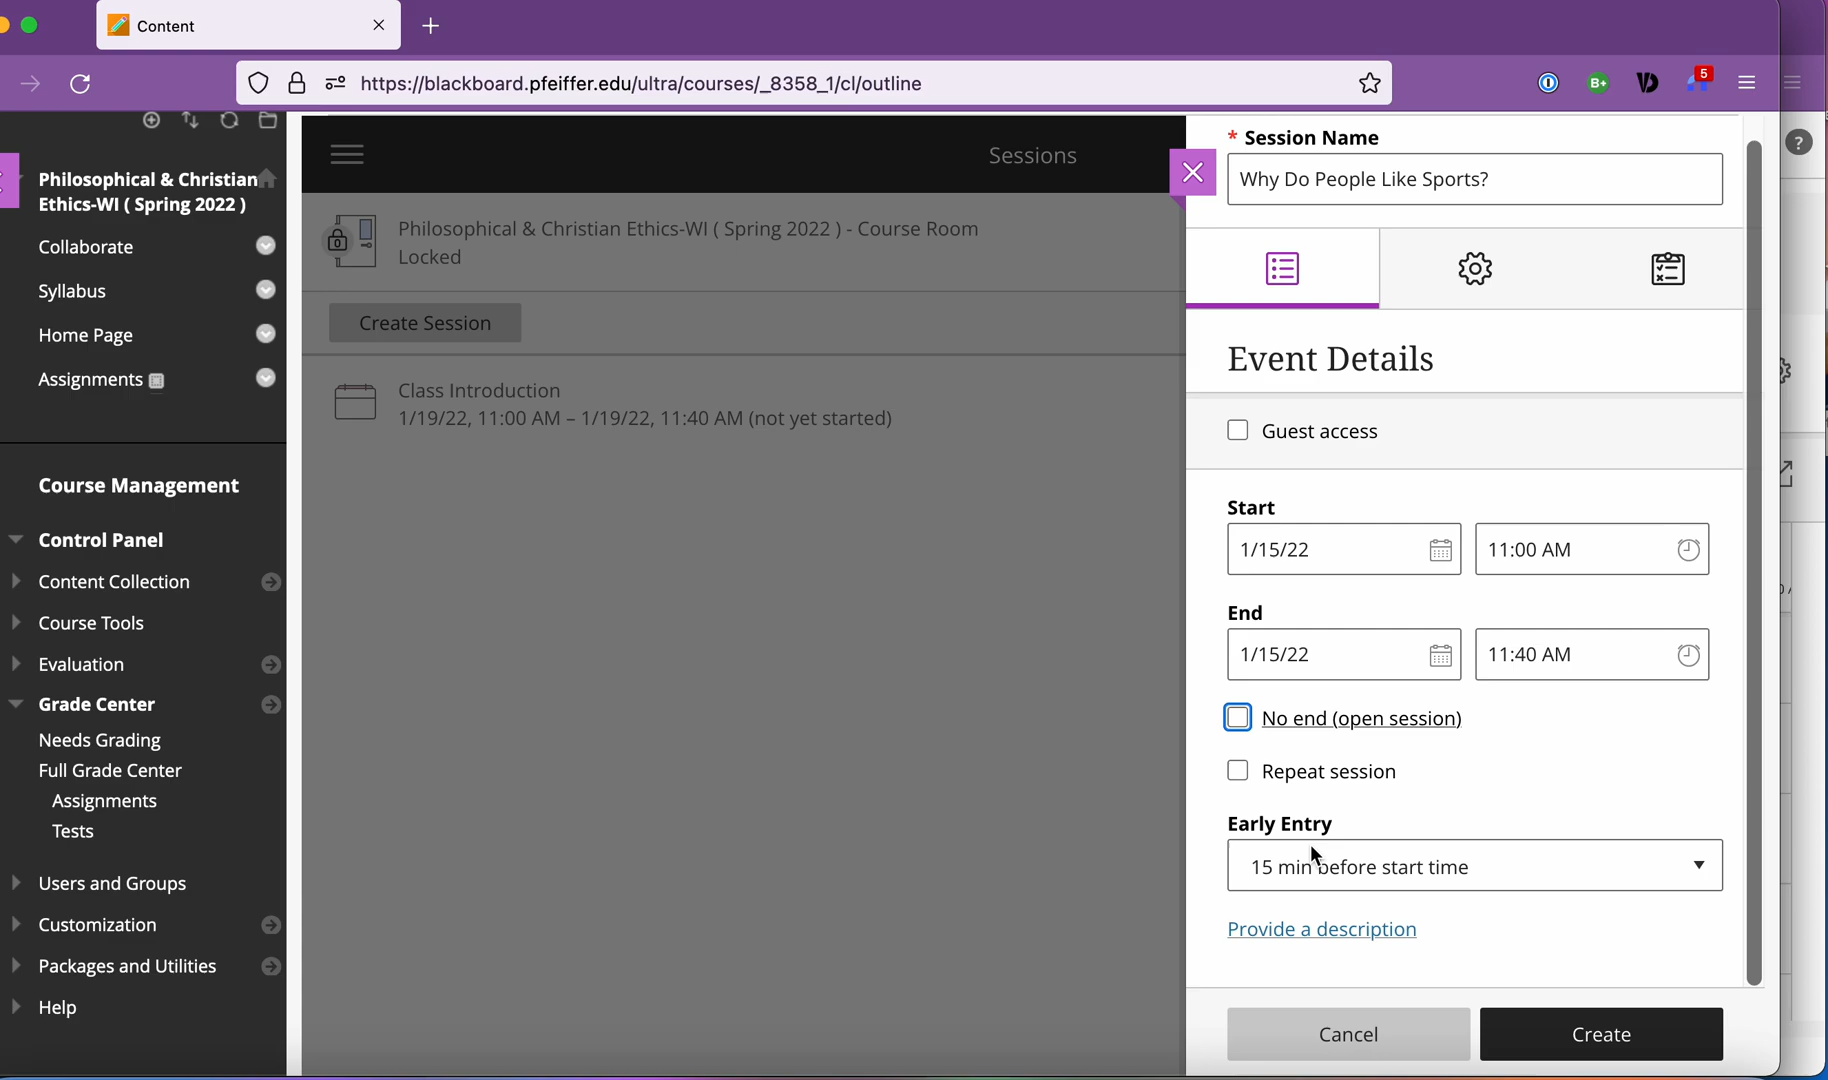 Content
https://blackboard.pfeiffer.edu/ultra/courses/_8358_1/cl/outline
B+
5
Philosophical & Christian
Ethics-WI ( Spring 2022 )
Collaborate
Syllabus
Home Page
Assignments
Course Management
Control Panel
Content Collection
Course Tools
Evaluation
Grade Center
Needs Grading
Full Grade Center
Assignments
Tests
Users and Groups
Customization
Packages and Utilities
Help
Sessions
Philosophical & Christian Ethics-WI ( Spring 2022 ) - Course Room
Locked
Create Session
Class Introduction
1/19/22, 11:00 AM – 1/19/22, 11:40 AM (not yet started)
* Session Name
Why Do People Like Sports?
Event Details
Guest access
Start
1/15/22
11:00 AM
End
1/15/22
11:40 AM
No end (open session)
Repeat session
Early Entry
15 min before start time
Provide a description
Cancel
Create
?